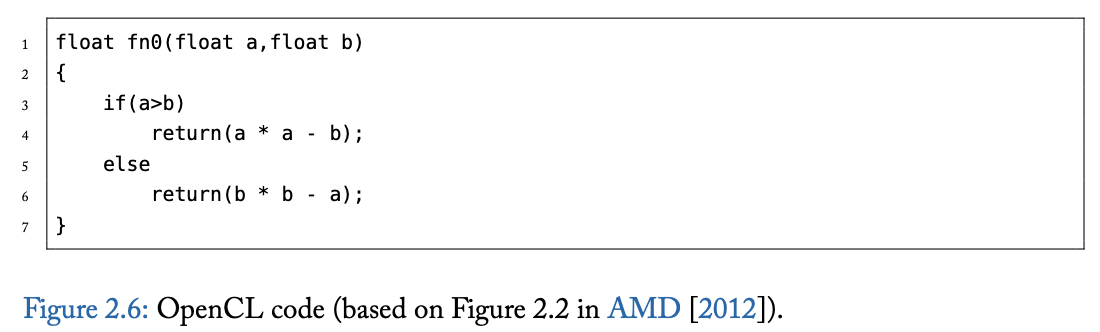 1 float fn0(float a,float b)
2 {
3     if(a>b)
4         return(a * a - b);
5     else
6         return(b * b - a);
7 }
Figure 2.6: OpenCL code (based on Figure 2.2 in AMD [2012]).